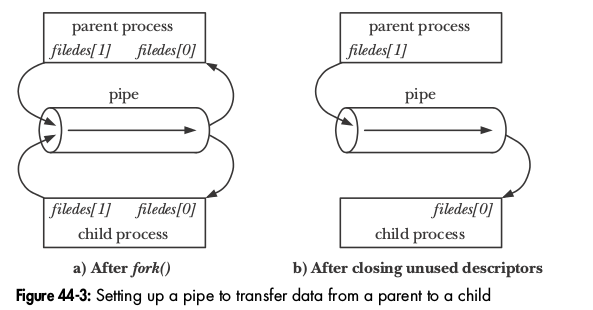 parent process
filedes[1] filedes[0]
pipe
filedes[1] filedes[0]
child process
a) After fork()
parent process
filedes[1]
pipe
filedes[0]
child process
b) After closing unused descriptors
Figure 44-3: Setting up a pipe to transfer data from a parent to a child